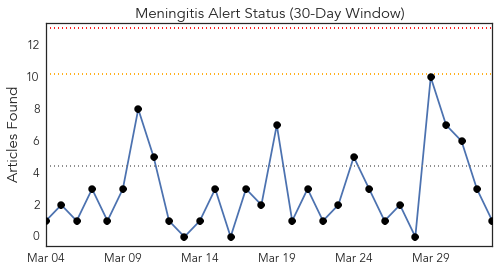 Meningitis Alert Status (30-Day Window)
Articles Found
12
10
8
6
4
2
0
Mar 04 Mar 09 Mar 14 Mar 19 Mar 24 Mar 29